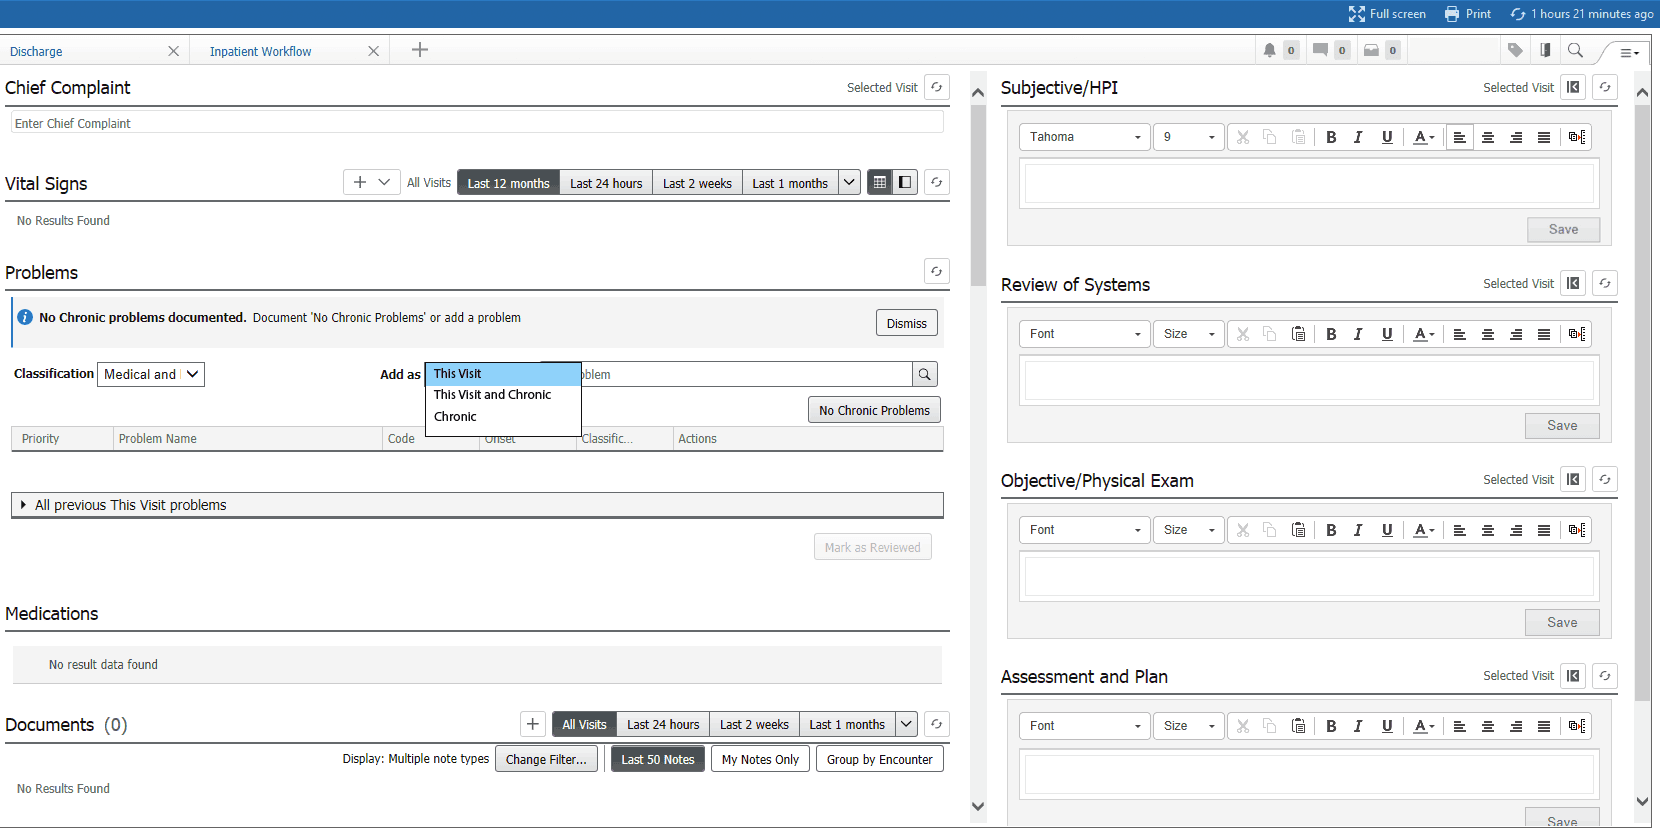 Full screen Print 1 hours 21 minutes ago
Discharge Inpatient Workflow
0 0 0
Chief Complaint Selected Visit
Enter Chief Complaint
Vital Signs All Visits Last 12 months Last 24 hours Last 2 weeks Last 1 months
No Results Found
Problems
No Chronic problems documented. Document 'No Chronic Problems' or add a problem
Dismiss
Classification Medical and Add as This Visit
This Visit and Chronic
Chronic
No Chronic Problems
Priority Problem Name Code Onset Classific... Actions
All previous This Visit problems
Mark as Reviewed
Medications
No result data found
Documents (0) All Visits Last 24 hours Last 2 weeks Last 1 months
Display: Multiple note types Change Filter... Last 50 Notes My Notes Only Group by Encounter
No Results Found
Subjective/HPI Selected Visit
Tahoma 9 B I U A
Save
Review of Systems Selected Visit
Font Size B I U A
Save
Objective/Physical Exam Selected Visit
Font Size B I U A
Save
Assessment and Plan Selected Visit
Font Size B I U A
Save